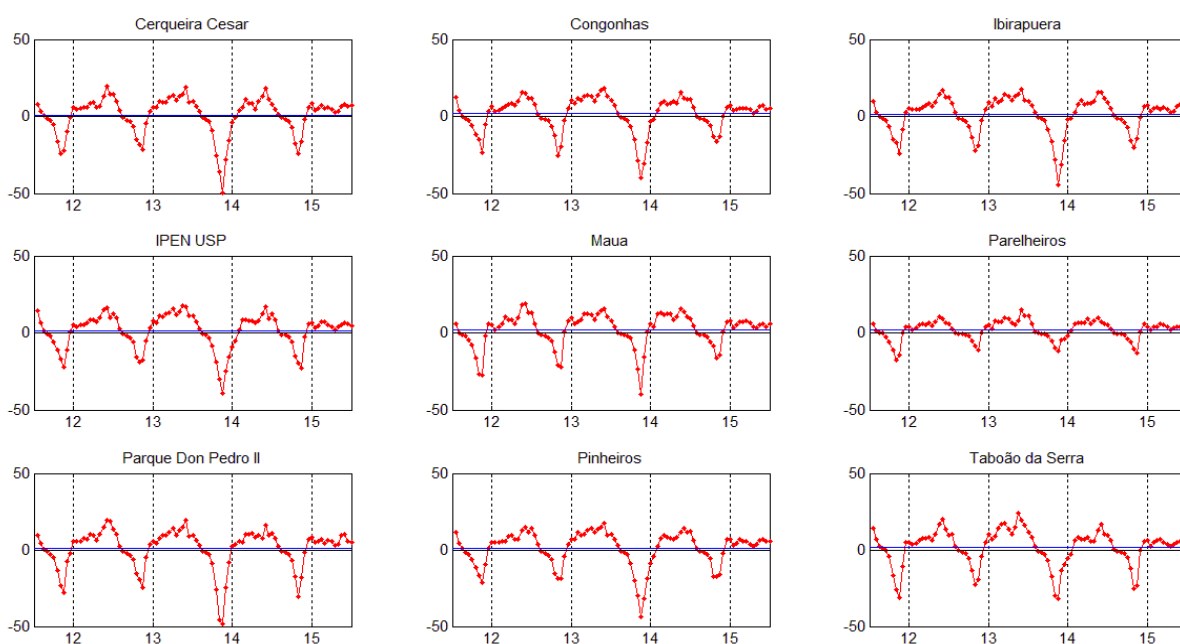 Cerqueira Cesar Congonhas Ibirapuera
50 50 50
0 0 0
-50 -50 -50
12 13 14 15 12 13 14 15 12 13 14 15
IPEN USP Maua Parelheiros
50 50 50
0 0 0
-50 -50 -50
12 13 14 15 12 13 14 15 12 13 14 15
Parque Don Pedro II Pinheiros Taboão da Serra
50 50 50
0 0 0
-50 -50 -50
12 13 14 15 12 13 14 15 12 13 14 15